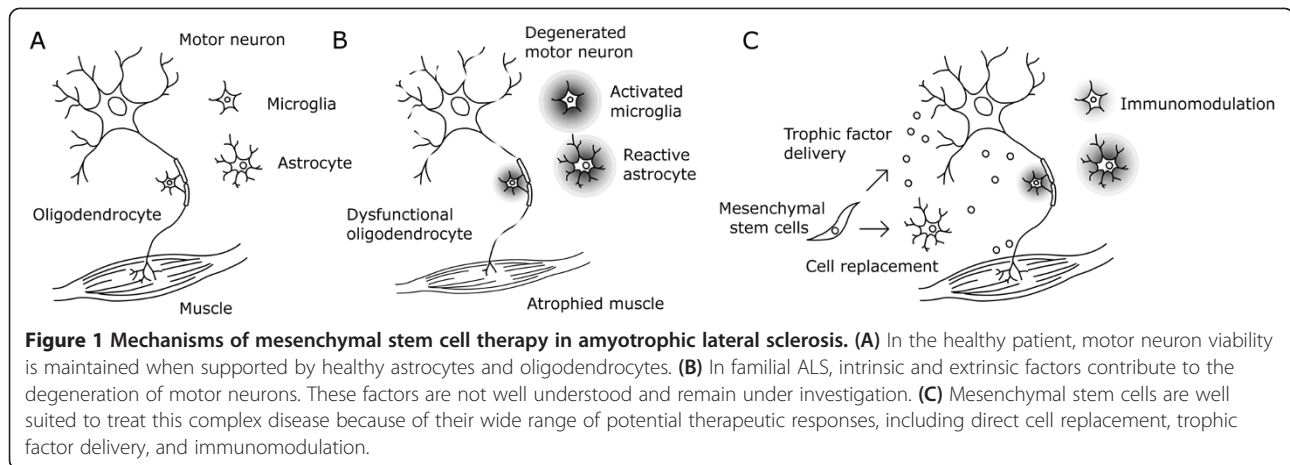 A
Motor neuron
Microglia
Astrocyte
Oligodendrocyte
Muscle
B
Degenerated
motor neuron
Activated
microglia
Reactive
astrocyte
Dysfunctional
oligodendrocyte
Atrophied muscle
C
Immunomodulation
Trophic factor
delivery
Mesenchymal
stem cells
Cell replacement
Figure 1 Mechanisms of mesenchymal stem cell therapy in amyotrophic lateral sclerosis. (A) In the healthy patient, motor neuron viability
is maintained when supported by healthy astrocytes and oligodendrocytes. (B) In familial ALS, intrinsic and extrinsic factors contribute to the
degeneration of motor neurons. These factors are not well understood and remain under investigation. (C) Mesenchymal stem cells are well
suited to treat this complex disease because of their wide range of potential therapeutic responses, including direct cell replacement, trophic
factor delivery, and immunomodulation.